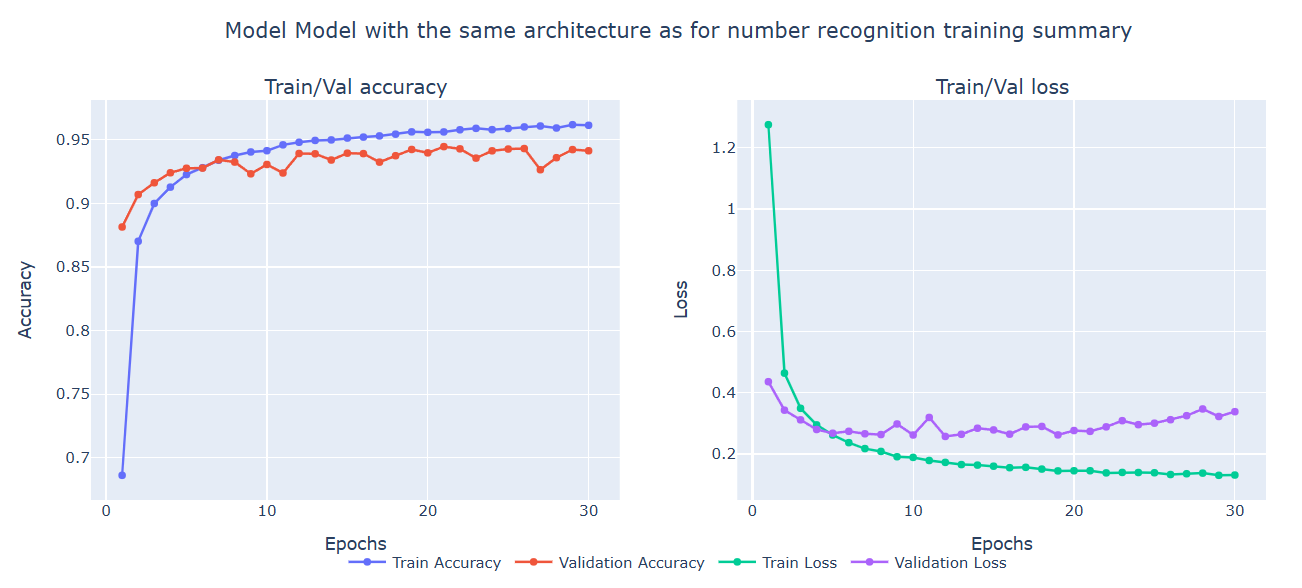 Model Model with the same architecture as for number recognition training summary
Train/Val accuracy
Train/Val loss
0.95
0.9
0.85
0.8
0.75
0.7
Accuracy
0 10 20 30
Epochs
1.2
1
0.8
0.6
0.4
0.2
Loss
0 10 20 30
Epochs
Train Accuracy Validation Accuracy Train Loss Validation Loss